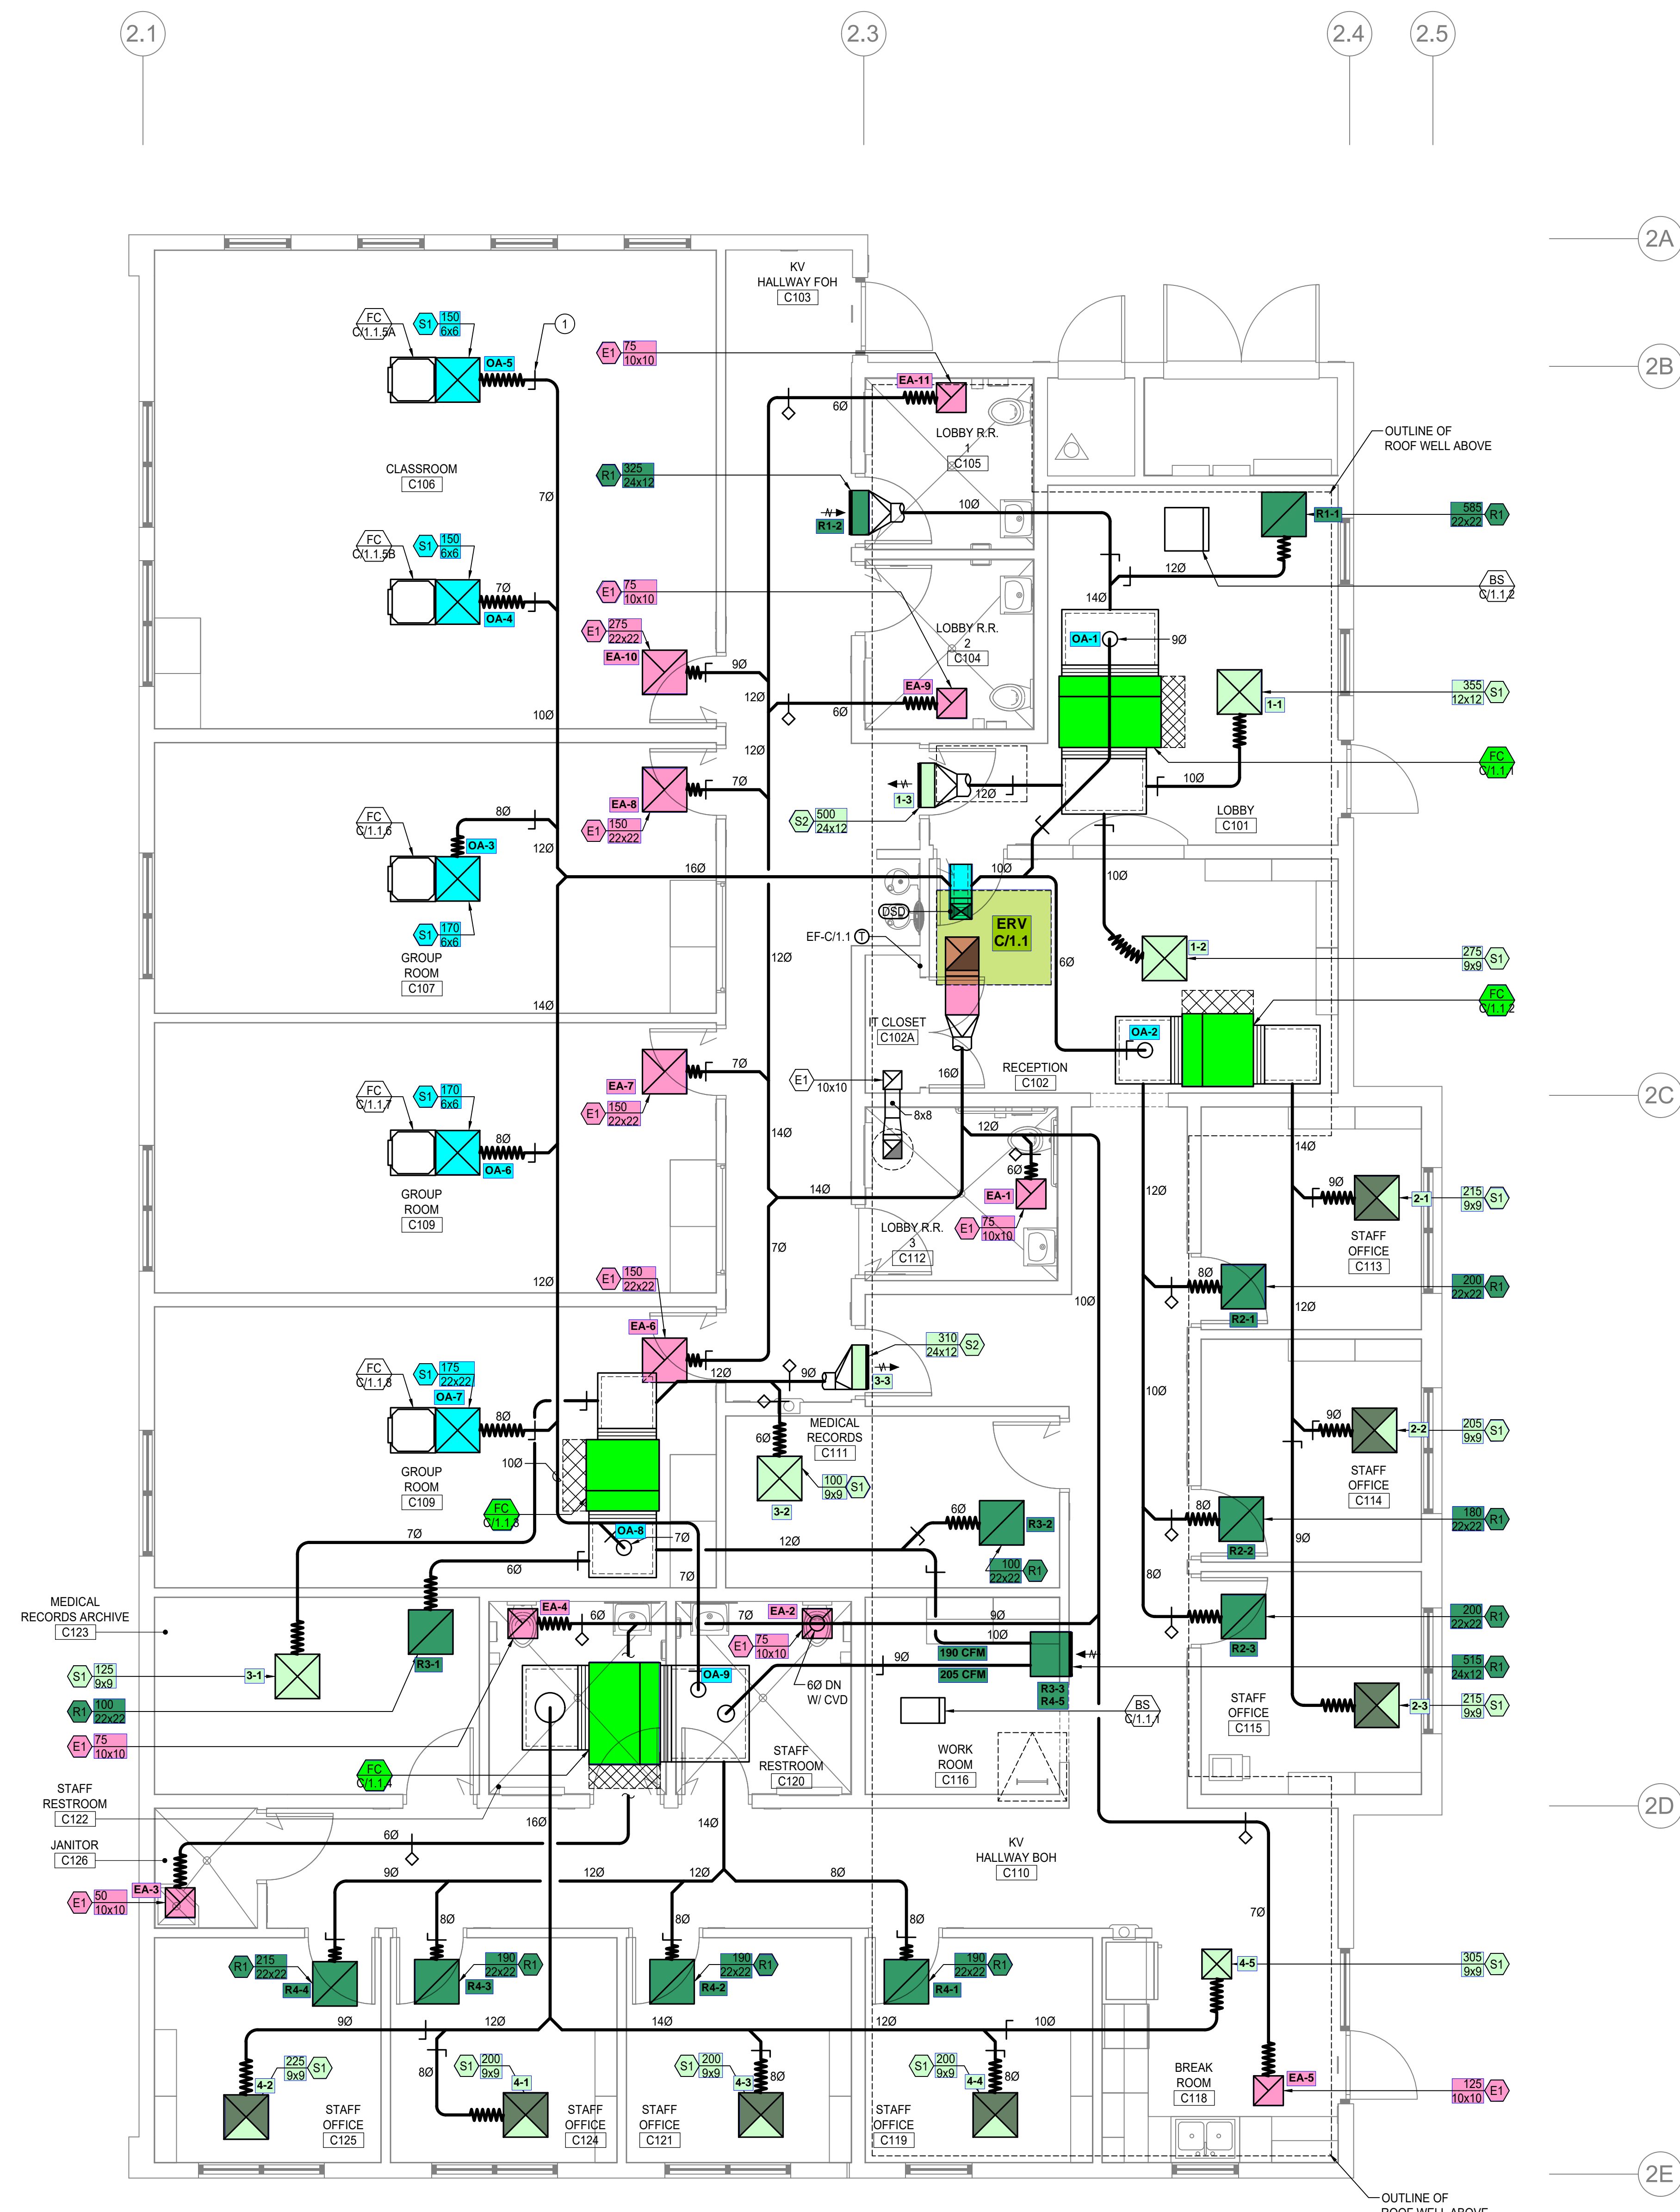 2.1
2.3
2.4
2.5
2A
2B
2C
2D
2E
KV
HALLWAY FOH
C103
FC
C/1.1.5A
S1
150
6x6
OA-5
1
E1
75
10x10
EA-11
6Ø
LOBBY R.R.
1
C105
OUTLINE OF
ROOF WELL ABOVE
CLASSROOM
C106
7Ø
R1
325
24x12
R1-2
10Ø
R1-1
585
22x22
R1
FC
C/1.1.5B
S1
150
6x6
7Ø
OA-4
E1
75
10x10
12Ø
14Ø
BS
C/1.1,2
E1
275
22x22
EA-10
9Ø
LOBBY R.R.
2
C104
OA-1
9Ø
EA-9
6Ø
12Ø
1-1
355
12x12
S1
10Ø
12Ø
EA-8
7Ø
E1
150
22x22
1-3
12Ø
10Ø
S2
500
24x12
FC
C/1.1,1
LOBBY
C101
FC
C/1.1,6
8Ø
OA-3
12Ø
16Ø
10Ø
10Ø
S1
170
6x6
GROUP
ROOM
C107
DSD
ERV
C/1.1
EF-C/1.1
T
12Ø
6Ø
1-2
275
9x9
S1
FC
C/1.1,2
14Ø
IT CLOSET
C102A
OA-2
RECEPTION
C102
FC
C/1.1,7
S1
170
6x6
EA-7
7Ø
E1
150
22x22
E1
10x10
16Ø
8x8
12Ø
8Ø
OA-6
14Ø
14Ø
6Ø
EA-1
E1
75
10x10
GROUP
ROOM
C109
LOBBY R.R.
3
C112
14Ø
12Ø
9Ø
2-1
215
9x9
S1
STAFF
OFFICE
C113
7Ø
12Ø
E1
150
22x22
EA-6
10Ø
8Ø
R2-1
200
22x22
R1
12Ø
310
24x12
S2
3-3
12Ø
9Ø
FC
C/1.1,8
S1
175
22x22
OA-7
8Ø
10Ø
GROUP
ROOM
C109
MEDICAL
RECORDS
C111
6Ø
100
9x9
S1
3-2
10Ø
9Ø
2-2
205
9x9
S1
STAFF
OFFICE
C114
FC
C/1.1,3
7Ø
OA-8
7Ø
6Ø
6Ø
R3-2
100
22x22
R1
12Ø
7Ø
8Ø
R2-2
180
22x22
R1
9Ø
8Ø
MEDICAL
RECORDS ARCHIVE
C123
S1
125
9x9
3-1
R3-1
R1
100
22x22
E1
75
10x10
EA-4
6Ø
7Ø
EA-2
E1
75
10x10
9Ø
10Ø
190 CFM
205 CFM
9Ø
R3-3
R4-5
R2-3
200
22x22
R1
515
24x12
R1
OA-9
6Ø DN
W/ CVD
BS
C/1.1,1
STAFF
OFFICE
C115
2-3
215
9x9
S1
FC
C/1.1,4
STAFF
RESTROOM
C120
WORK
ROOM
C116
STAFF
RESTROOM
C122
16Ø
14Ø
JANITOR
C126
6Ø
KV
HALLWAY BOH
C110
EA-3
E1
50
10x10
9Ø
12Ø
12Ø
8Ø
8Ø
8Ø
8Ø
7Ø
R1
215
22x22
R4-4
190
22x22
R1
R4-3
190
22x22
R1
R4-2
190
22x22
R1
R4-1
4-5
305
9x9
S1
9Ø
12Ø
14Ø
12Ø
10Ø
225
9x9
S1
4-2
8Ø
S1
200
9x9
4-1
S1
200
9x9
4-3
8Ø
S1
200
9x9
4-4
8Ø
BREAK
ROOM
C118
EA-5
125
10x10
E1
STAFF
OFFICE
C125
STAFF
OFFICE
C124
STAFF
OFFICE
C121
STAFF
OFFICE
C119
OUTLINE OF
ROOF WELL ABOVE